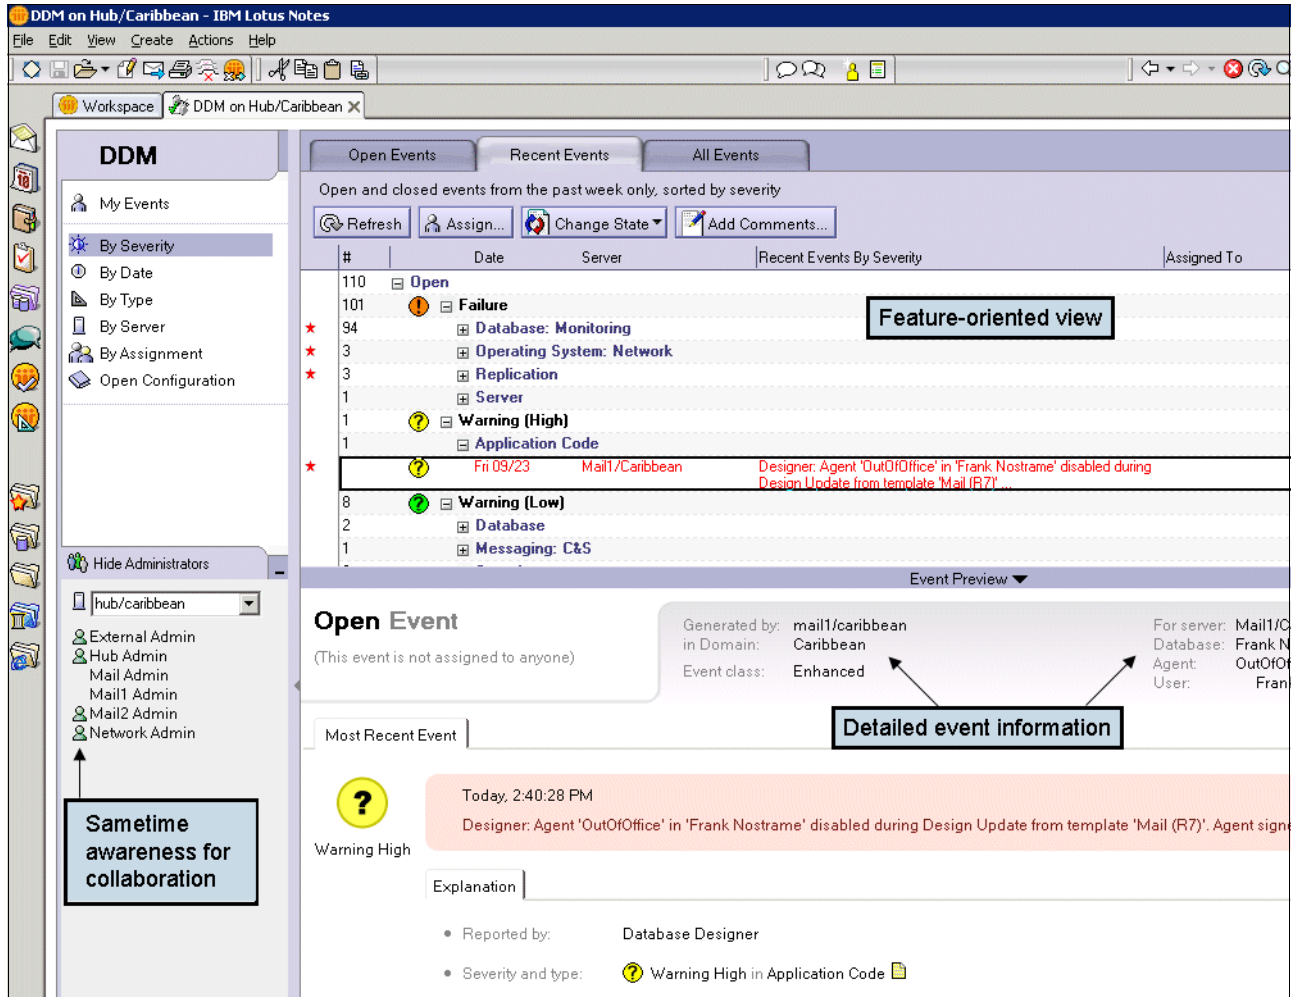 DDM on Hub/Caribbean - IBM Lotus Notes
File Edit View Create Actions Help
Workspace DDM on Hub/Caribbean
DDM
My Events
By Severity
By Date
By Type
By Server
By Assignment
Open Configuration
Open Events Recent Events All Events
Open and closed events from the past week only, sorted by severity
Refresh Assign... Change State Add Comments...
# Date Server Recent Events By Severity Assigned To
110 Open
101 Failure
94 Database: Monitoring
3 Operating System: Network
3 Replication
1 Server
1 Warning (High)
1 Application Code
Fri 09/23 Mail1/Caribbean Designer: Agent 'OutOfOffice' in 'Frank Nostrame' disabled during
Design Update from template 'Mail (R7)' ...
8 Warning (Low)
2 Database
1 Messaging: C&S
Feature-oriented view
Hide Administrators
hub/caribbean
External Admin
Hub Admin
Mail Admin
Mail1 Admin
Mail2 Admin
Network Admin
Sametime
awareness for
collaboration
Event Preview
Open Event
(This event is not assigned to anyone)
Generated by: mail1/caribbean
in Domain: Caribbean
Event class: Enhanced
For server: Mail1/C
Database: Frank N
Agent: OutOfOf
User: Fran
Detailed event information
Most Recent Event
Warning High
Today, 2:40:28 PM
Designer: Agent 'OutOfOffice' in 'Frank Nostrame' disabled during Design Update from template 'Mail (R7)'. Agent signe
Explanation
Reported by: Database Designer
Severity and type: Warning High in Application Code